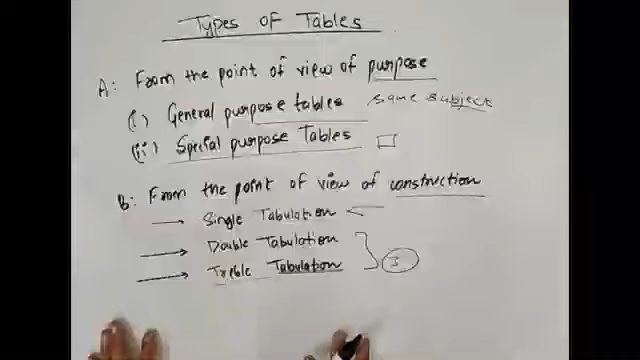 Types of Tables
A: From the point of view of purpose
(i) General purpose tables same subject
(ii) Special purpose Tables
B: From the point of view of construction
Single Tabulation
Double Tabulation
Treble Tabulation